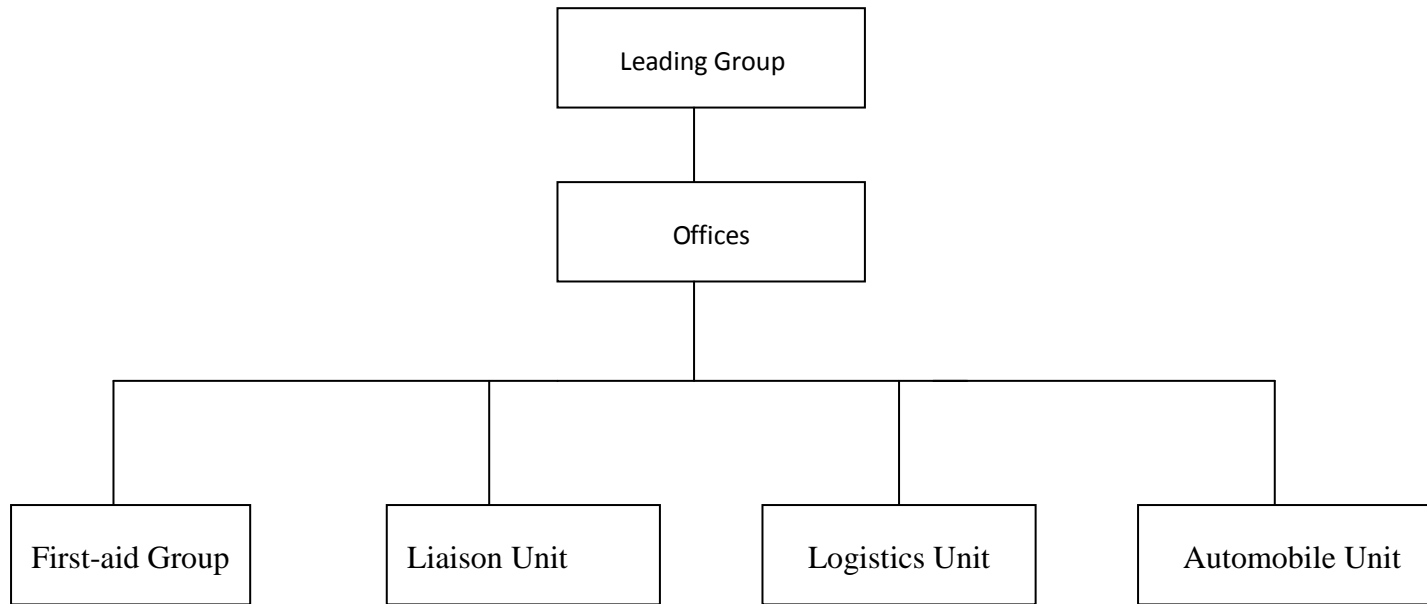 Leading Group
Offices
First-aid Group
Liaison Unit
Logistics Unit
Automobile Unit